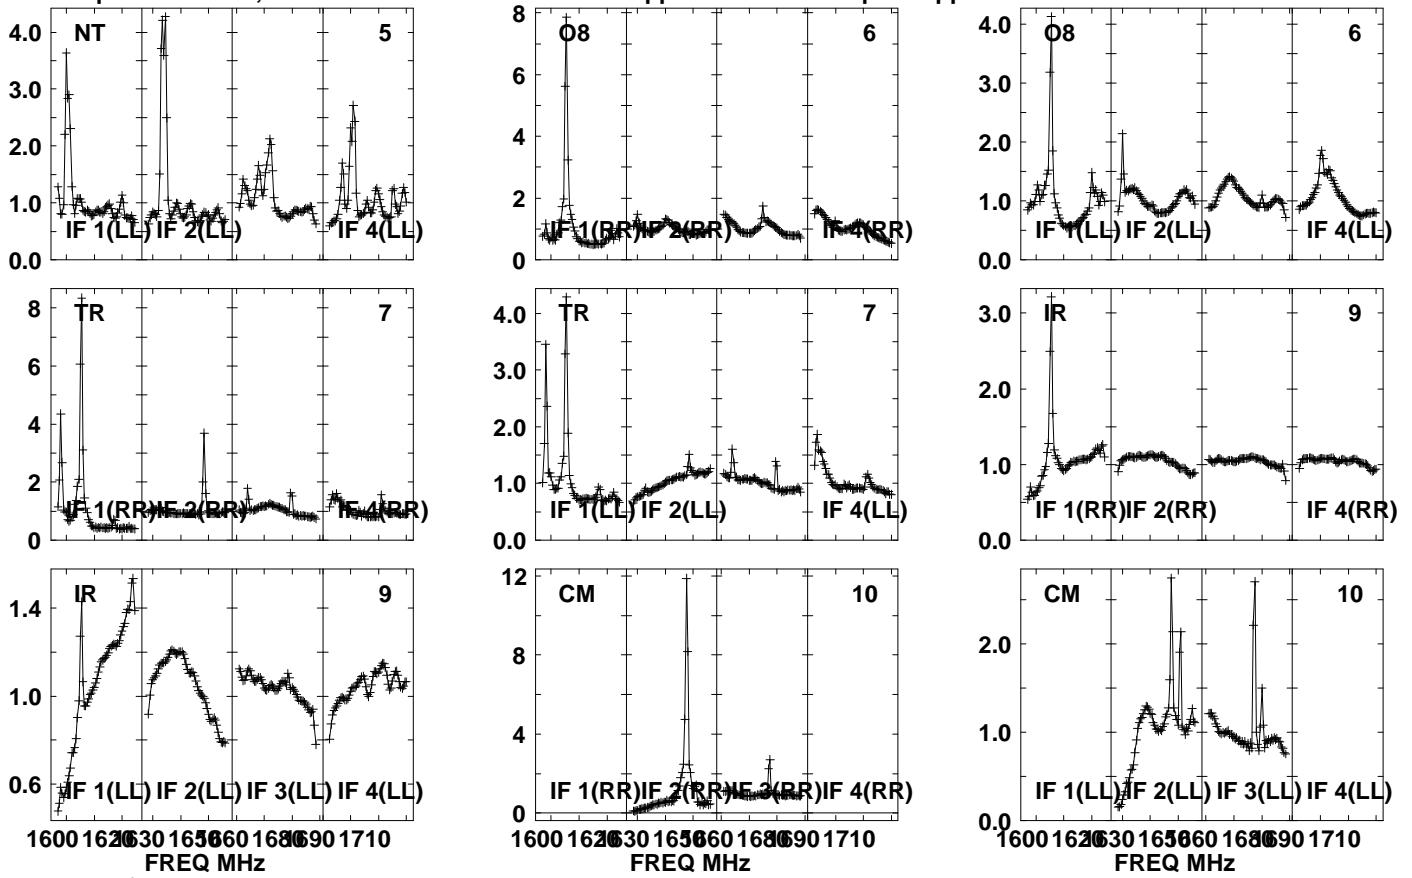 NT 5
4.0
3.0
2.0
1.0
0.0
IF 1(LL) IF 2(LL) IF 4(LL)
O8 6
8
6
4
2
0
IF 1(RR) IF 2(RR) IF 4(RR)
O8 6
4.0
3.0
2.0
1.0
0.0
IF 1(LL) IF 2(LL) IF 4(LL)
TR 7
8
6
4
2
0
IF 1(RR) IF 2(RR) IF 4(RR)
TR 7
4.0
3.0
2.0
1.0
0.0
IF 1(LL) IF 2(LL) IF 4(LL)
IR 9
3.0
2.0
1.0
0.0
IF 1(RR) IF 2(RR) IF 4(RR)
IR 9
1.4
1.0
0.6
IF 1(LL) IF 2(LL) IF 3(LL) IF 4(LL)
1600 1620 1630 1650 1660 1680 1690 1710
FREQ MHz
CM 10
12
8
4
0
IF 1(RR) IF 2(RR) IF 3(RR) IF 4(RR)
1600 1620 1630 1650 1660 1680 1690 1710
FREQ MHz
CM 10
2.0
1.0
0.0
IF 1(LL) IF 2(LL) IF 3(LL) IF 4(LL)
1600 1620 1630 1650 1660 1680 1690 1710
FREQ MHz